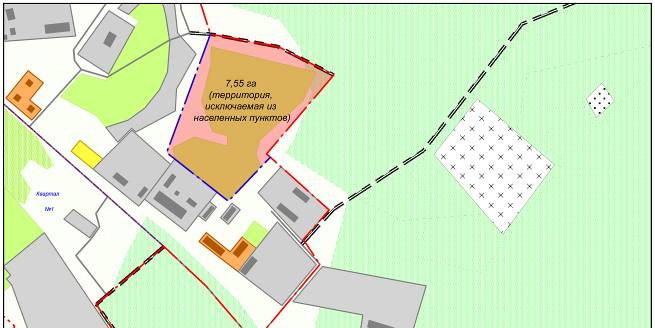 7,55 га
(территория,
исключаемая из
населенных пунктов)
Квартал
№1